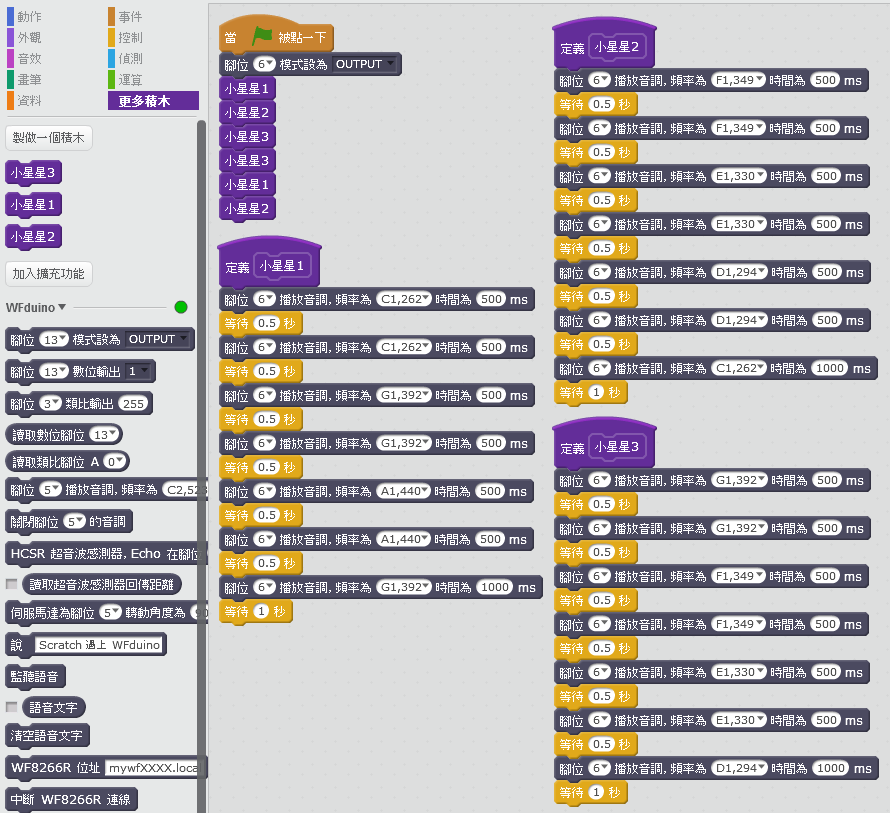 動作
事件
外觀
控制
音效
偵測
畫筆
運算
資料
更多積木
製做一個積木
小星星3
小星星1
小星星2
加入擴充功能
WFduino
腳位 13 模式設為 OUTPUT
腳位 13 數位輸出 1
腳位 3 類比輸出 255
讀取數位腳位 13
讀取類比腳位 A 0
腳位 5 播放音調, 頻率為 C2,523
關閉腳位 5 的音調
HCSR 超音波感測器, Echo 在腳位
讀取超音波感測器回傳距離
伺服馬達為腳位 5 轉動角度為 90
說 Scratch 遇上 WFduino
監聽語音
語音文字
清空語音文字
WF8266R 位址 mywfXXXX.loca
中斷 WF8266R 連線
當 被點一下
腳位 6 模式設為 OUTPUT
小星星1
小星星2
小星星3
小星星3
小星星1
小星星2
定義 小星星1
腳位 6 播放音調, 頻率為 C1,262 時間為 500 ms
等待 0.5 秒
腳位 6 播放音調, 頻率為 C1,262 時間為 500 ms
等待 0.5 秒
腳位 6 播放音調, 頻率為 G1,392 時間為 500 ms
等待 0.5 秒
腳位 6 播放音調, 頻率為 G1,392 時間為 500 ms
等待 0.5 秒
腳位 6 播放音調, 頻率為 A1,440 時間為 500 ms
等待 0.5 秒
腳位 6 播放音調, 頻率為 A1,440 時間為 500 ms
等待 0.5 秒
腳位 6 播放音調, 頻率為 G1,392 時間為 1000 ms
等待 1 秒
定義 小星星2
腳位 6 播放音調, 頻率為 F1,349 時間為 500 ms
等待 0.5 秒
腳位 6 播放音調, 頻率為 F1,349 時間為 500 ms
等待 0.5 秒
腳位 6 播放音調, 頻率為 E1,330 時間為 500 ms
等待 0.5 秒
腳位 6 播放音調, 頻率為 E1,330 時間為 500 ms
等待 0.5 秒
腳位 6 播放音調, 頻率為 D1,294 時間為 500 ms
等待 0.5 秒
腳位 6 播放音調, 頻率為 D1,294 時間為 500 ms
等待 0.5 秒
腳位 6 播放音調, 頻率為 C1,262 時間為 1000 ms
等待 1 秒
定義 小星星3
腳位 6 播放音調, 頻率為 G1,392 時間為 500 ms
等待 0.5 秒
腳位 6 播放音調, 頻率為 G1,392 時間為 500 ms
等待 0.5 秒
腳位 6 播放音調, 頻率為 F1,349 時間為 500 ms
等待 0.5 秒
腳位 6 播放音調, 頻率為 F1,349 時間為 500 ms
等待 0.5 秒
腳位 6 播放音調, 頻率為 E1,330 時間為 500 ms
等待 0.5 秒
腳位 6 播放音調, 頻率為 E1,330 時間為 500 ms
等待 0.5 秒
腳位 6 播放音調, 頻率為 D1,294 時間為 1000 ms
等待 1 秒